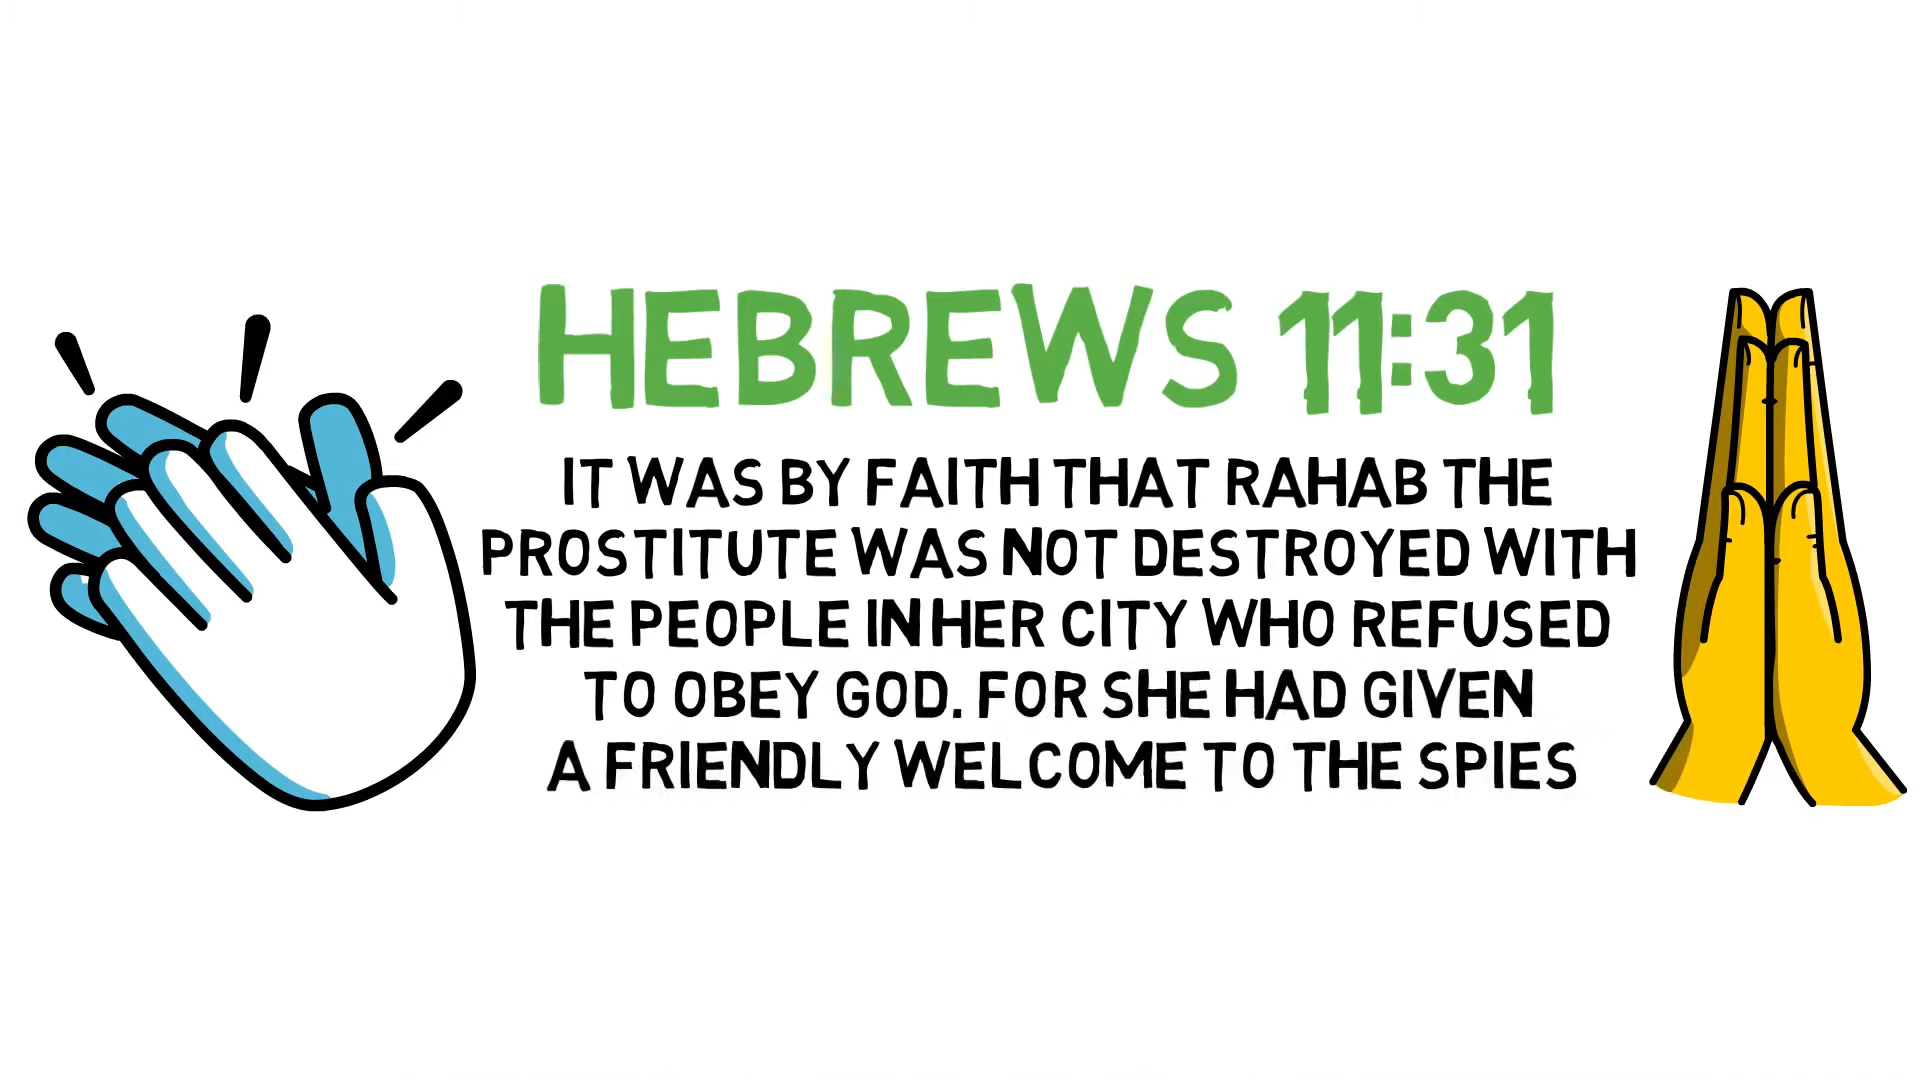 HEBREWS 11:31
IT WAS BY FAITH THAT RAHAB THE
PROSTITUTE WAS NOT DESTROYED WITH
THE PEOPLE IN HER CITY WHO REFUSED
TO OBEY GOD. FOR SHE HAD GIVEN
A FRIENDLY WELCOME TO THE SPIES